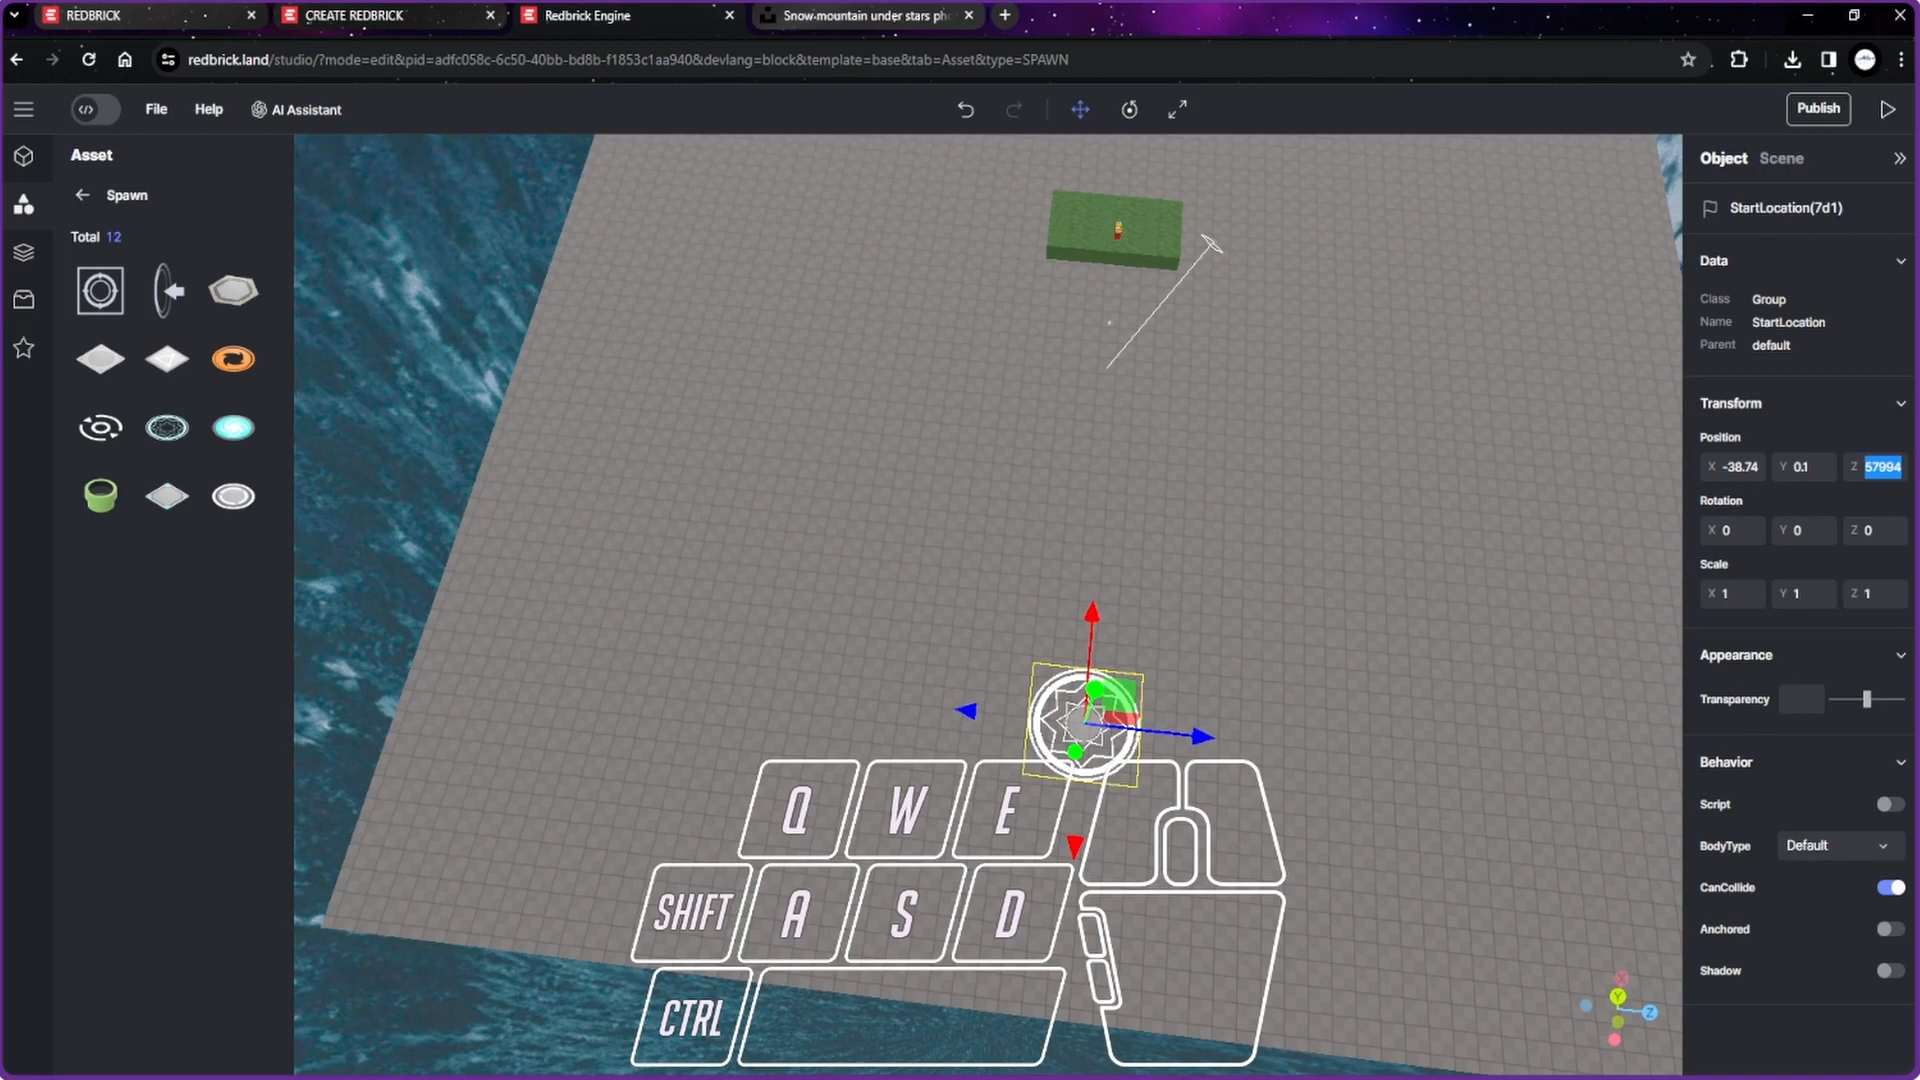 REDBRICK
CREATE REDBRICK
Redbrick Engine
Snow-mountain under stars ph
redbrick.land/studio/?mode=edit&pid=adfc058c-6c50-40bb-bd8b-f1853c1aa940&devlang=block&template=base&tab=Asset&type=SPAWN
File Help AI Assistant
Publish
Asset
Object Scene
Spawn
StartLocation(7d1)
Total 12
Data
Class Group
Name StartLocation
Parent default
Transform
Position
X -38.74 Y 0.1 Z 57994
Rotation
X 0 Y 0 Z 0
Scale
X 1 Y 1 Z 1
Appearance
Transparency
Behavior
Script
BodyType Default
CanCollide
Anchored
Shadow
Q W E
SHIFT A S D
CTRL
X
Y
Z